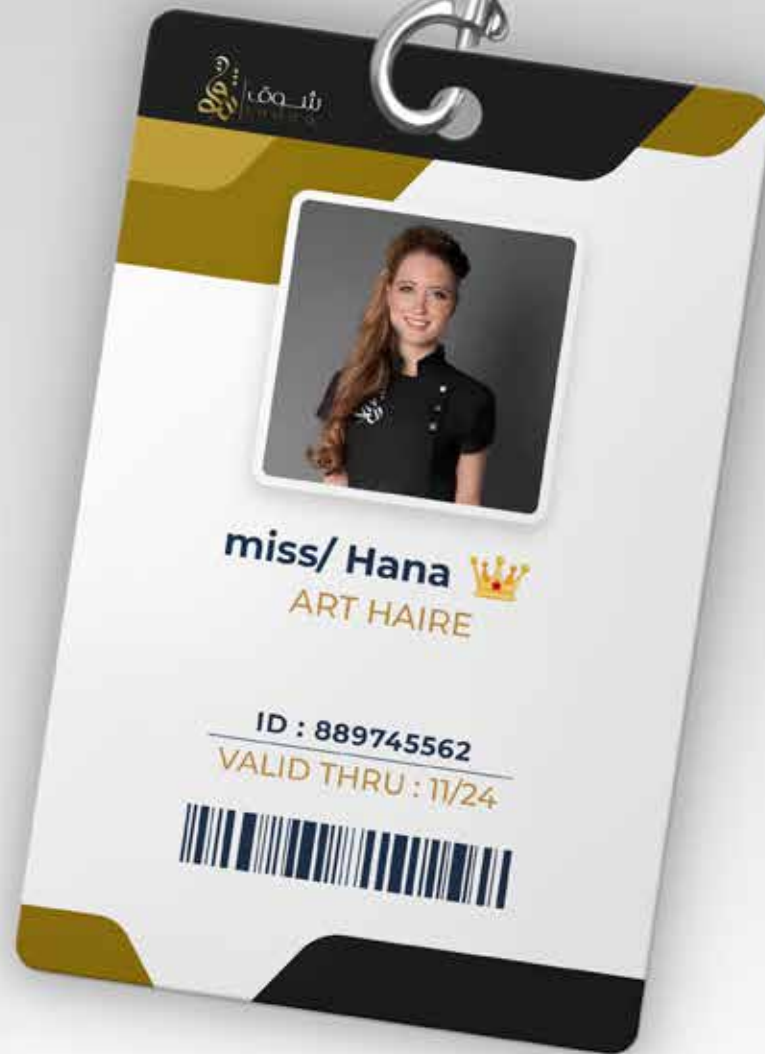 شوق
miss/ Hana 👑
ART HAIRE
ID : 889745562
VALID THRU : 11/24